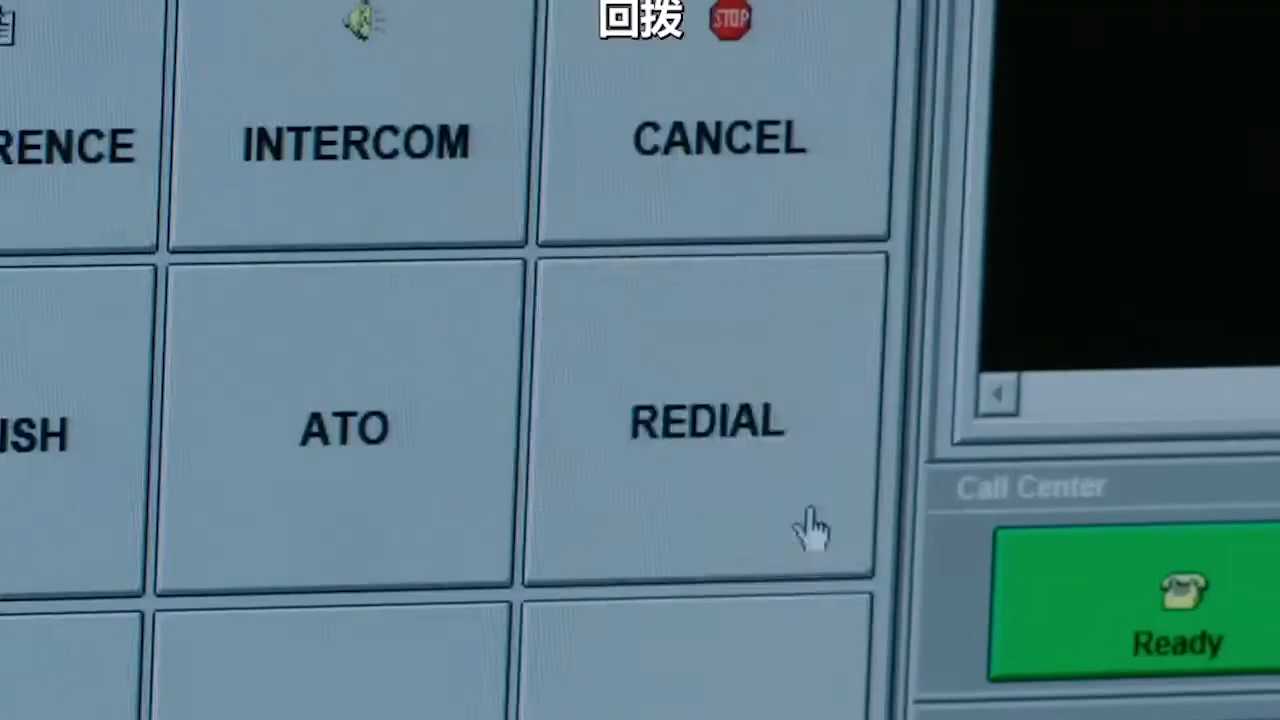 回拨
STOP
RENCE
INTERCOM
CANCEL
ISH
ATO
REDIAL
Call Center
Ready